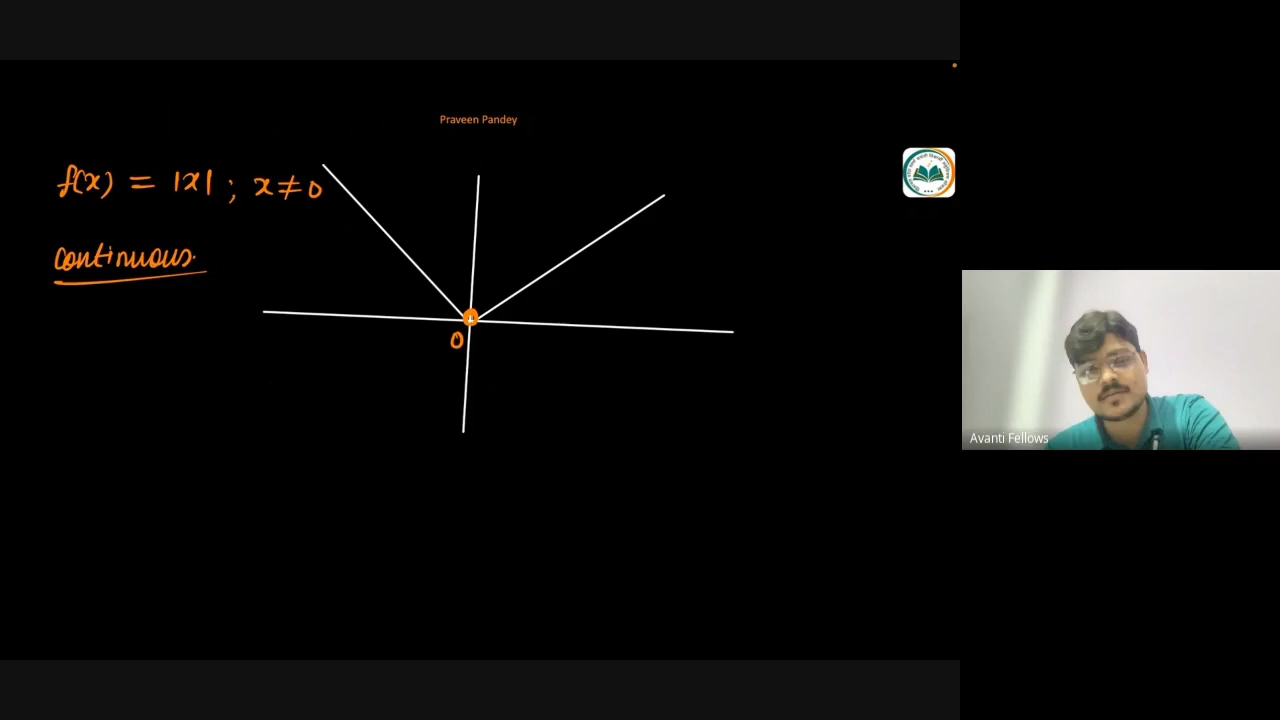 Praveen Pandey
f(x) = |x| ; x ≠ 0
continuous.
0
Avanti Fellows